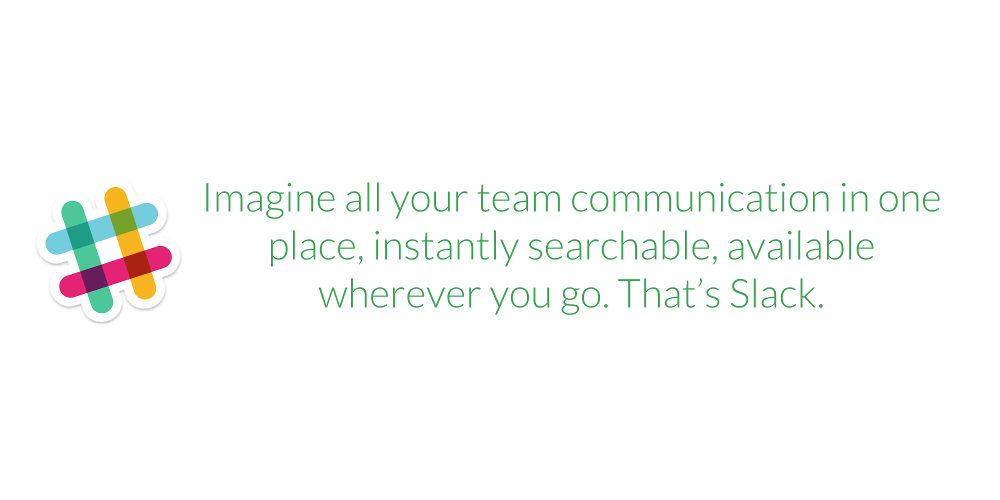 Imagine all your team communication in one
place, instantly searchable, available
wherever you go. That’s Slack.